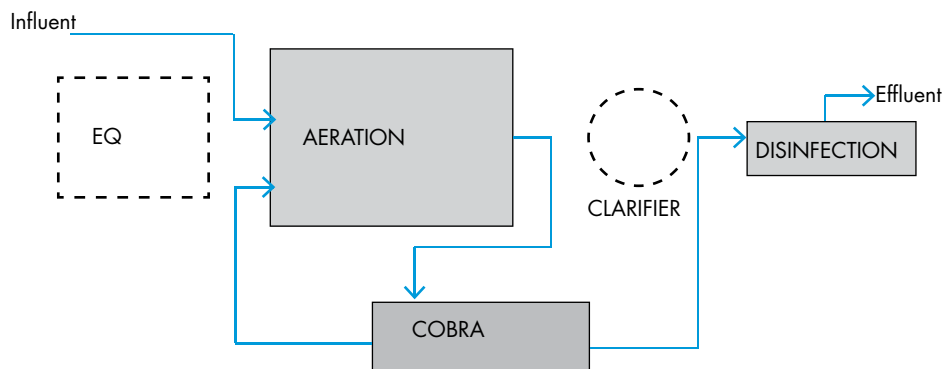 Influent
EQ
AERATION
CLARIFIER
Effluent
DISINFECTION
COBRA